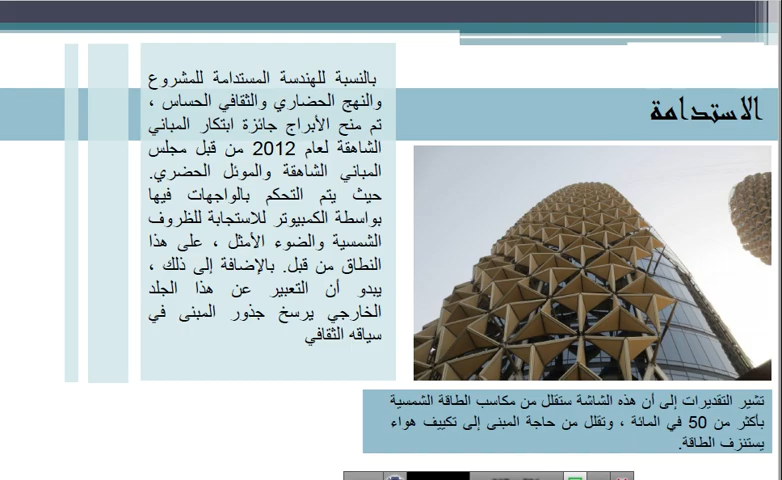 الاستدامة
بالنسبة للهندسة المستدامة للمشروع
والنهج الحضاري والثقافي الحساس ،
تم منح الأبراج جائزة ابتكار المباني
الشاهقة لعام 2012 من قبل مجلس
المباني الشاهقة والموئل الحضري.
حيث يتم التحكم بالواجهات فيها
بواسطة الكمبيوتر للاستجابة للظروف
الشمسية والضوء الأمثل ، على هذا
النطاق من قبل. بالإضافة إلى ذلك ،
يبدو أن التعبير عن هذا الجلد
الخارجي يرسخ جذور المبنى في
سياقه الثقافي
تشير التقديرات إلى أن هذه الشاشة ستقلل من مكاسب الطاقة الشمسية
بأكثر من 50 في المائة ، وتقلل من حاجة المبنى إلى تكييف هواء
يستنزف الطاقة.